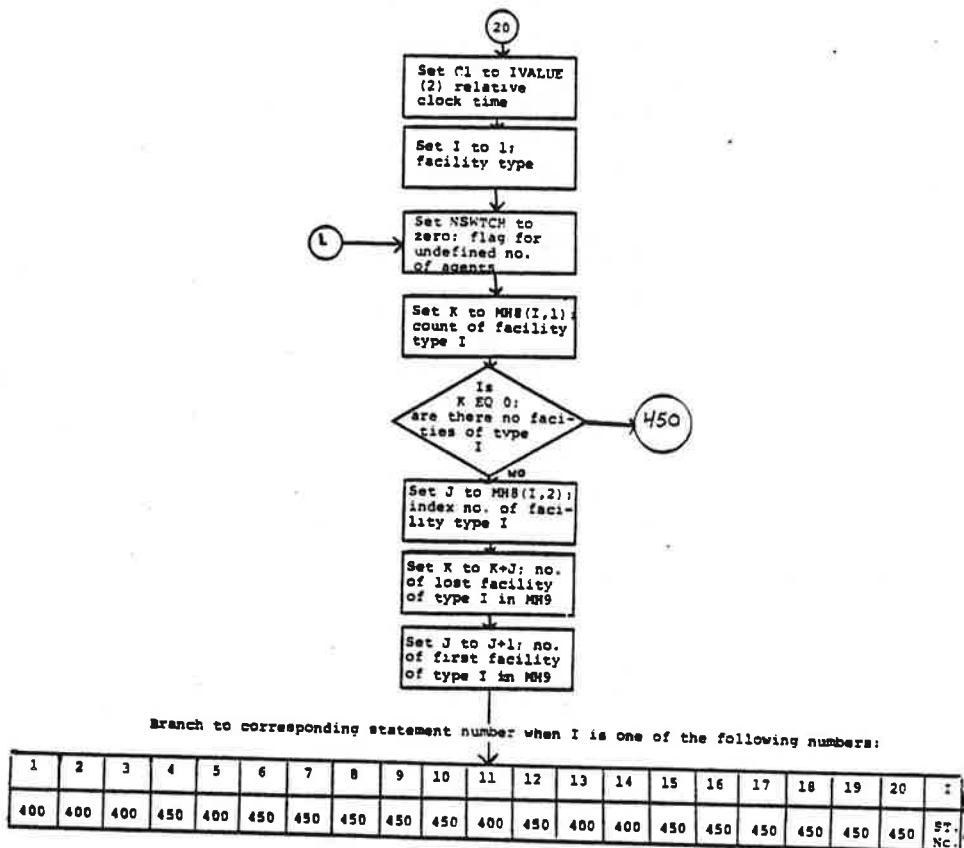 20
Set C1 to IVALUE
(2) relative
clock time
Set I to 1;
facility type
L
Set NSWTCH to
zero; flag for
undefined no.
of agents
Set K to MH8(I,1);
count of facility
type I
Is
K EQ 0;
are there no faci-
ties of type
I
450
NO
Set J to MH8(I,2);
index no. of faci-
lity type I
Set K to K+J; no.
of lost facility
of type I in MH9
Set J to J+1; no.
of first facility
of type I in MH9
Branch to corresponding statement number when I is one of the following numbers:
1 2 3 4 5 6 7 8 9 10 11 12 13 14 15 16 17 18 19 20 I
400 400 400 450 400 450 450 450 450 450 400 450 400 400 450 450 450 450 450 450 ST.
NC.